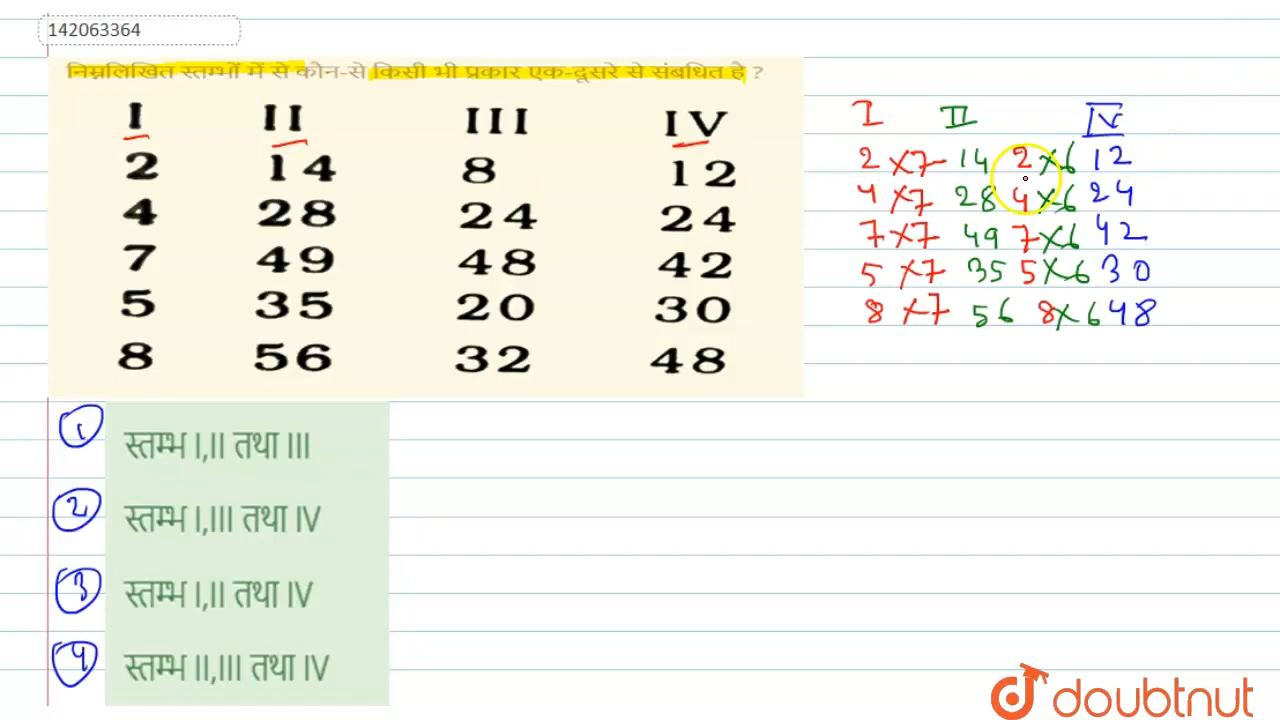 142063364
निम्नलिखित स्तम्भों में से कौन-से किसी भी प्रकार एक-दूसरे से संबधित है ?
I II III IV
2 14 8 12
4 28 24 24
7 49 48 42
5 35 20 30
8 56 32 48
I II IV
2 ×7 14 2 ×6 12
4 ×7 28 4 ×6 24
7 ×7 49 7 ×6 42
5 ×7 35 5 ×6 30
8 ×7 56 8 ×6 48
1 स्तम्भ I,II तथा III
2 स्तम्भ I,III तथा IV
3 स्तम्भ I,II तथा IV
4 स्तम्भ II,III तथा IV
doubtnut